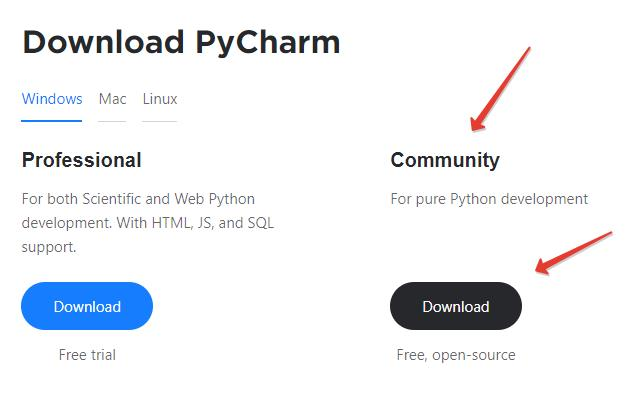 Download PyCharm
Windows Mac Linux
Professional
For both Scientific and Web Python
development. With HTML, JS, and SQL
support.
Download
Free trial
Community
For pure Python development
Download
Free, open-source